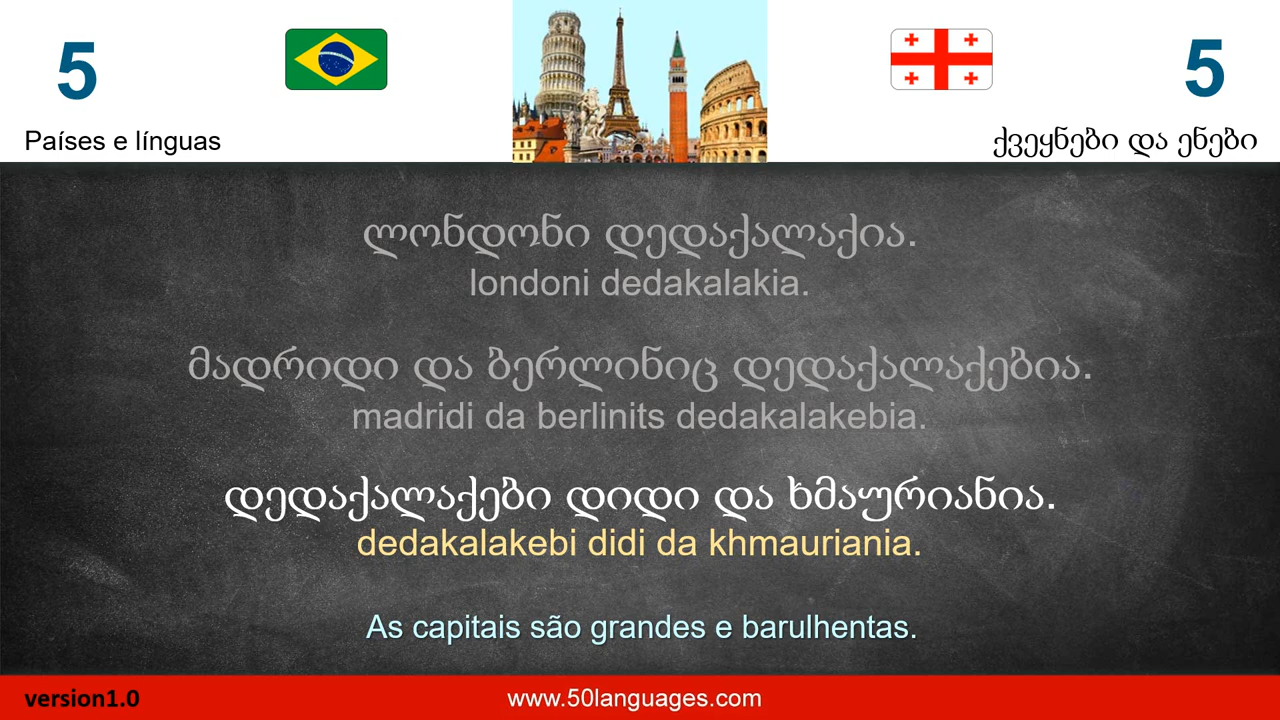 5
5
Países e línguas
ქვეყნები და ენები
ლონდონი დედაქალაქია.
londoni dedakalakia.
მადრიდი და ბერლინიც დედაქალაქებია.
madridi da berlinits dedakalakebia.
დედაქალაქები დიდი და ხმაურიანია.
dedakalakebi didi da khmauriania.
As capitais são grandes e barulhentas.
version1.0
www.50languages.com